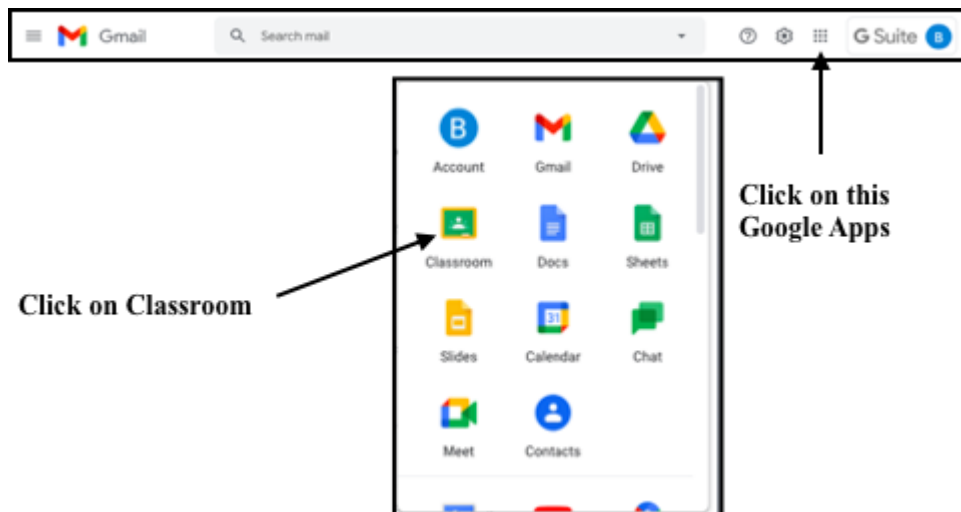 Gmail
Search mail
G Suite B
B
Account Gmail Drive
Click on this
Google Apps
Classroom Docs Sheets
Click on Classroom
31
Slides Calendar Chat
Meet Contacts